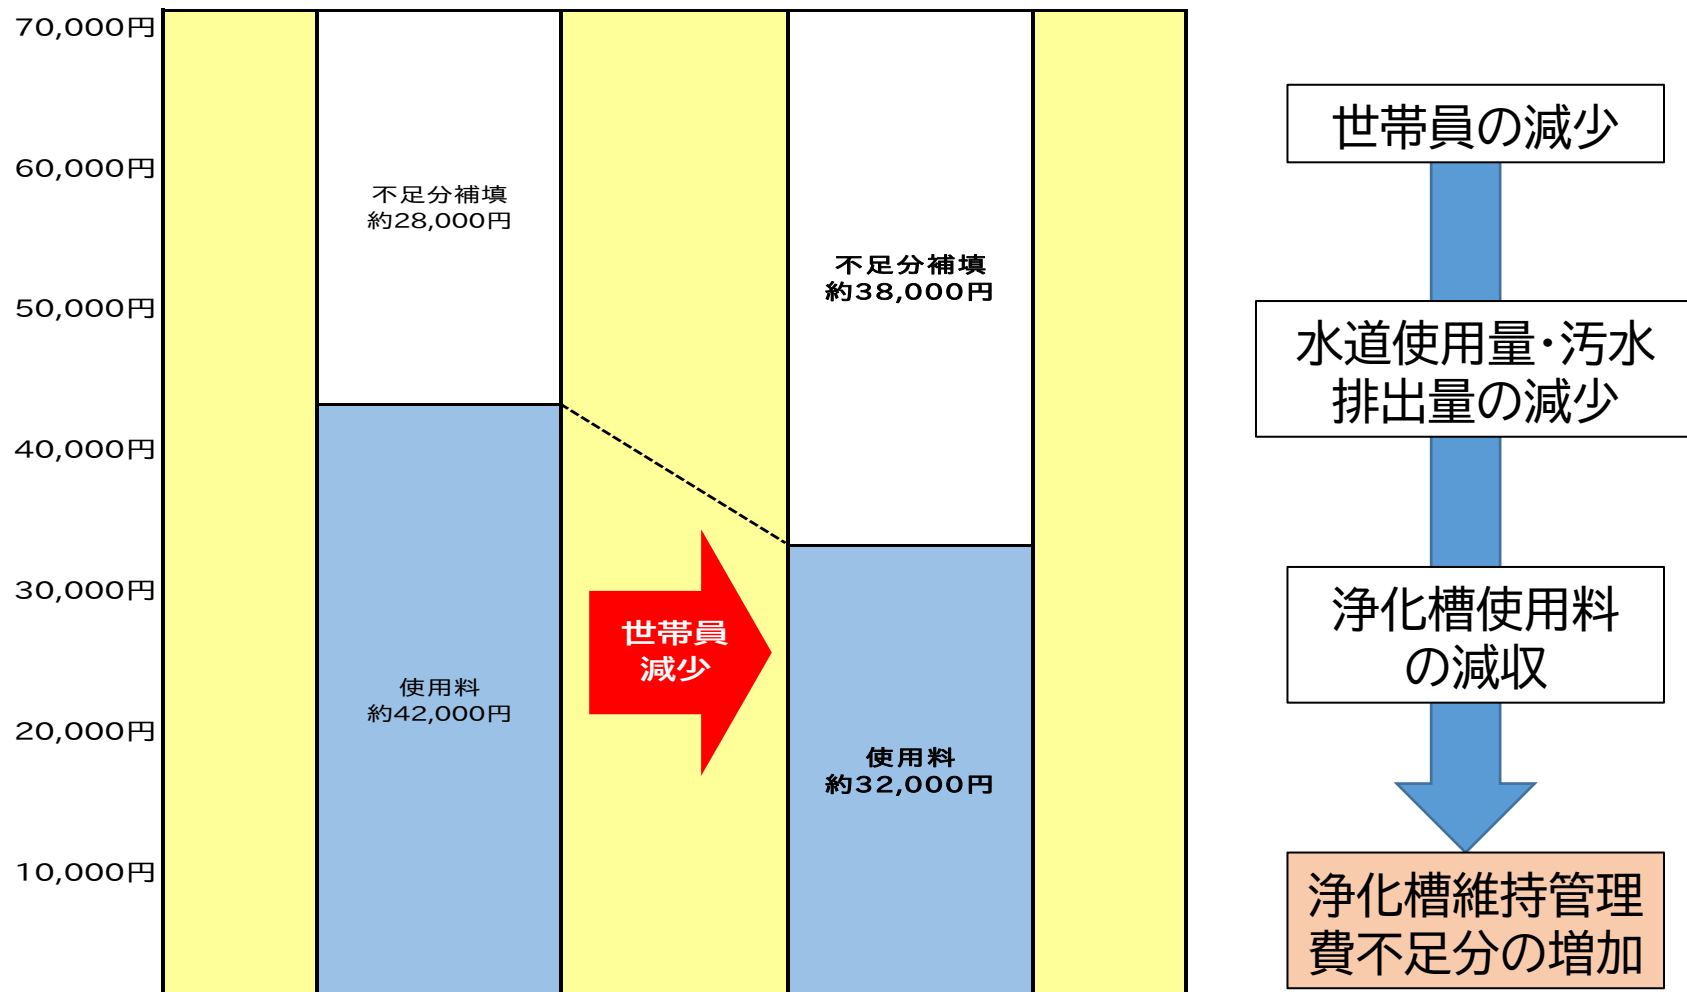 70,000円
60,000円
50,000円
40,000円
30,000円
20,000円
10,000円
不足分補填
約28,000円
使用料
約42,000円
世帯員
減少
不足分補填
約38,000円
使用料
約32,000円
世帯員の減少
水道使用量・汚水
排出量の減少
浄化槽使用料
の減収
浄化槽維持管理
費不足分の増加